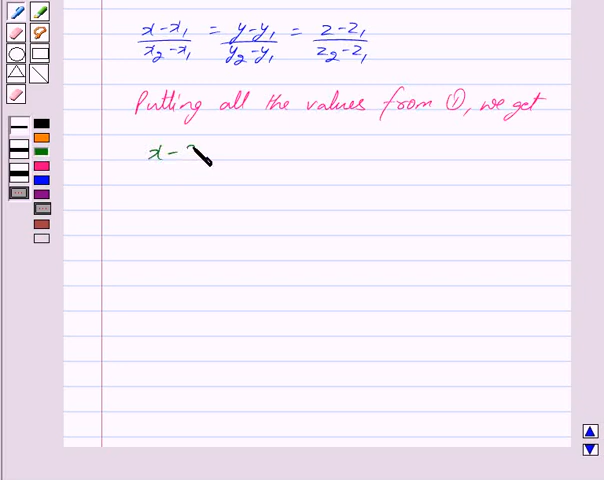 x-x₁/x₂-x₁ = y-y₁/y₂-y₁ = z-z₁/z₂-z₁
Putting all the values from ①, we get
x -